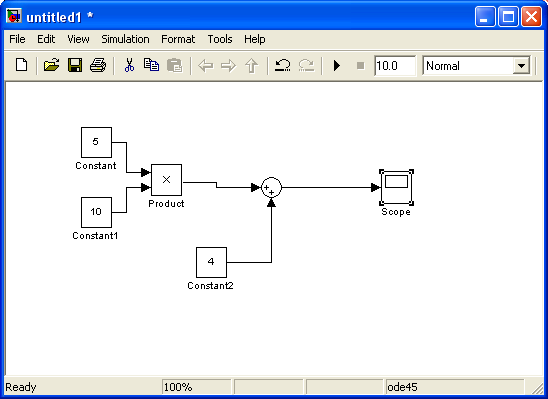 untitled1 *
File Edit View Simulation Format Tools Help
10.0 Normal
5
Constant
×
Product
10
Constant1
+
+
Scope
4
Constant2
Ready 100% ode45